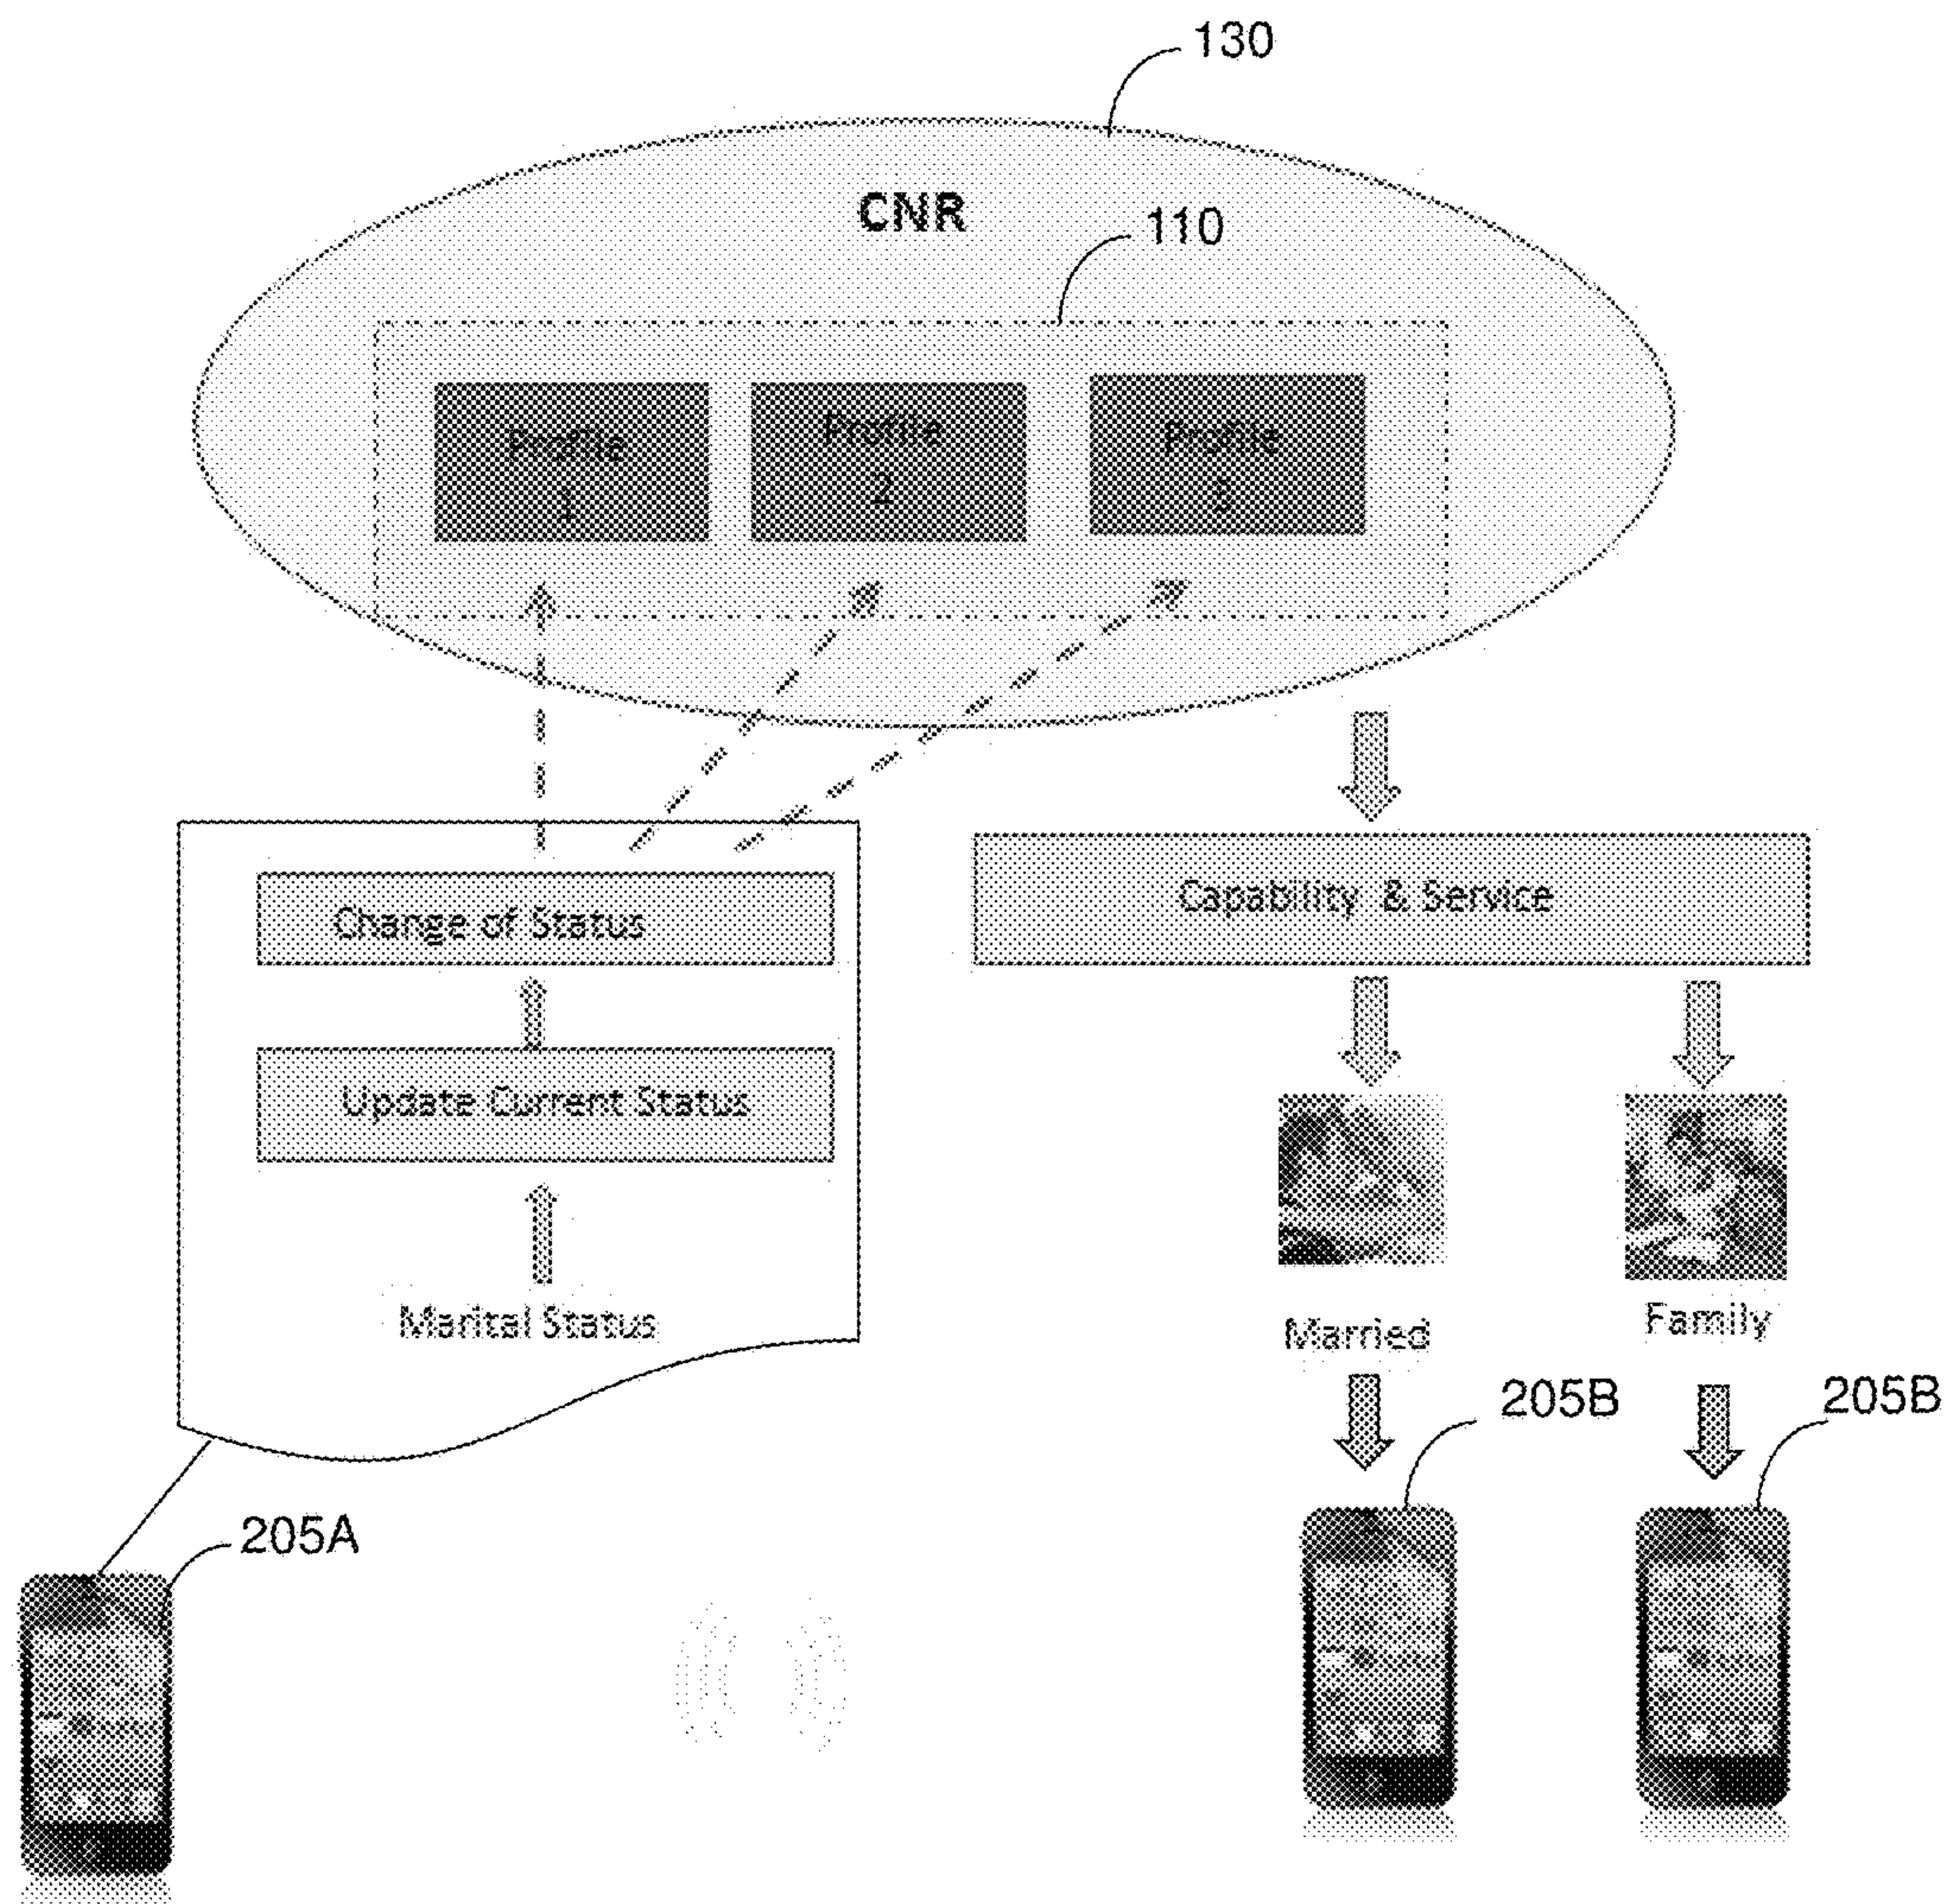 130
CNR
110
Profile
1
Profile
2
Profile
3
Change of Status
Capability & Service
Update Current Status
Marital Status
Married
Family
205B
205B
205A